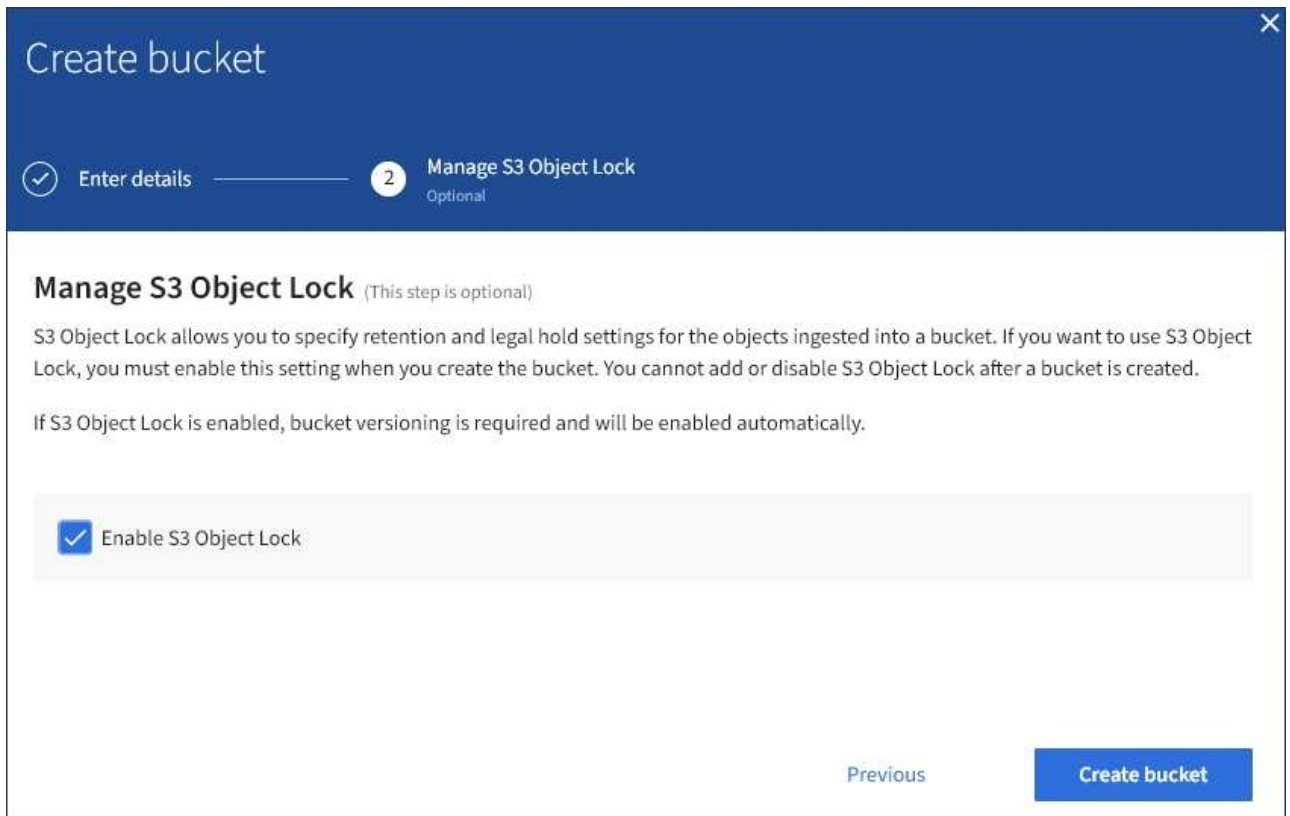 Create bucket
Enter details
2
Manage S3 Object Lock
Optional
Manage S3 Object Lock (This step is optional)
S3 Object Lock allows you to specify retention and legal hold settings for the objects ingested into a bucket. If you want to use S3 Object
Lock, you must enable this setting when you create the bucket. You cannot add or disable S3 Object Lock after a bucket is created.
If S3 Object Lock is enabled, bucket versioning is required and will be enabled automatically.
Enable S3 Object Lock
Previous
Create bucket